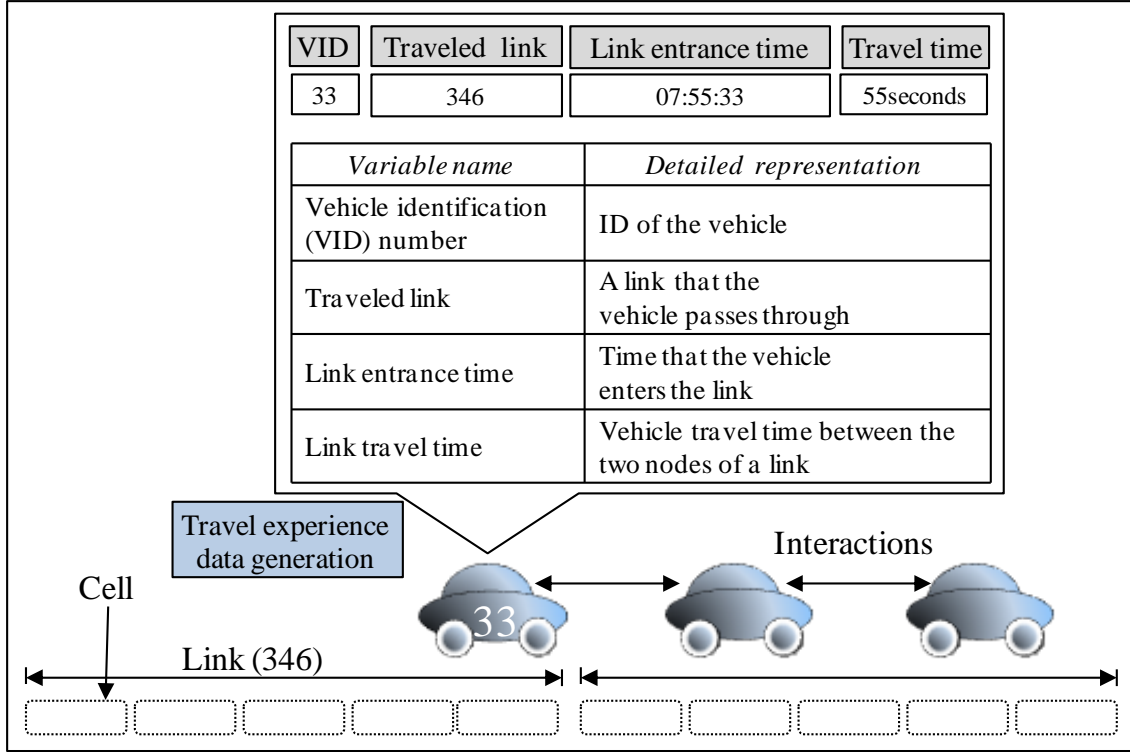 VID Traveled link Link entrance time Travel time
33 346 07:55:33 55seconds
Variable name Detailed representation
Vehicle identification
(VID) number
ID of the vehicle
Traveled link
A link that the
vehicle passes through
Link entrance time
Time that the vehicle
enters the link
Link travel time
Vehicle travel time between the
two nodes of a link
Travel experience
data generation
Interactions
Cell
33
Link (346)